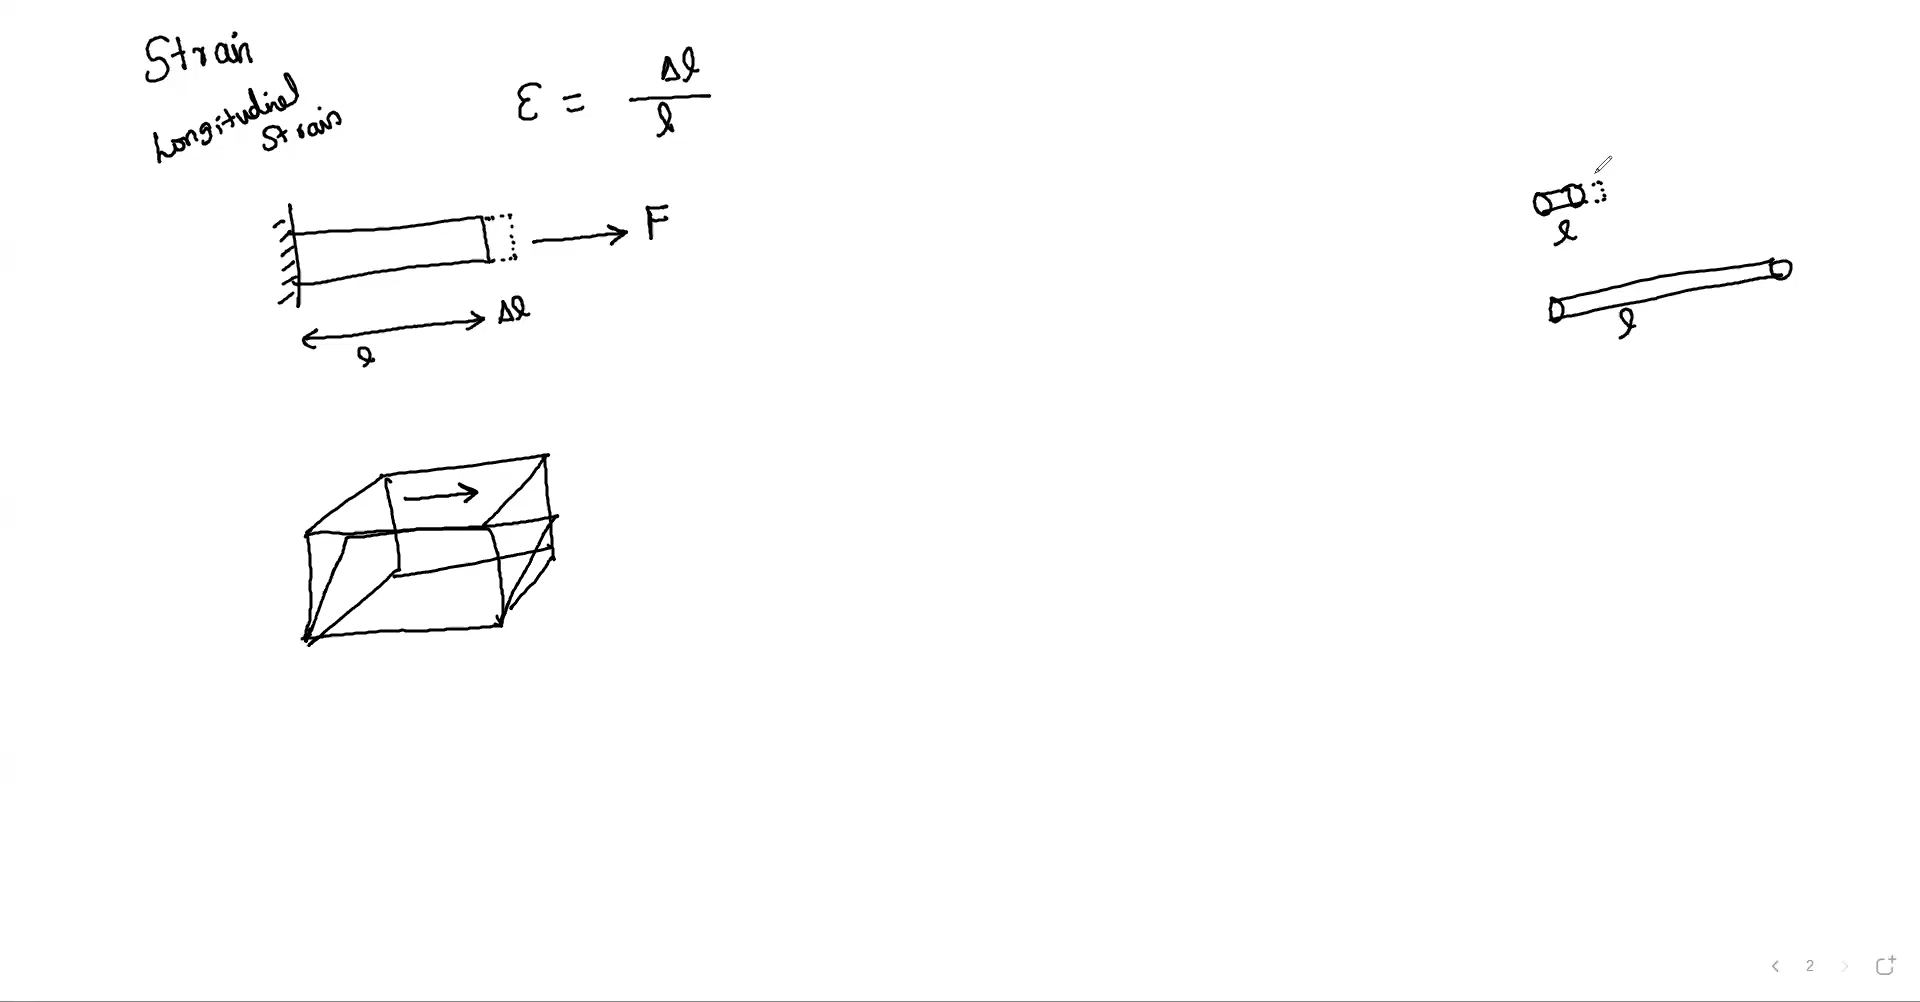 Strain
Longitudinal
Strain
ε = Δl / l
F
Δl
l
l
l
2